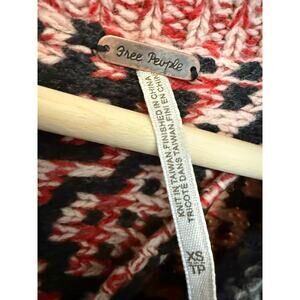 Free People
KNIT IN TAIWAN.FINISHED IN CHINA
TRICOTÉ DANS TAIWAN.FINI EN CHINE
XS
TP